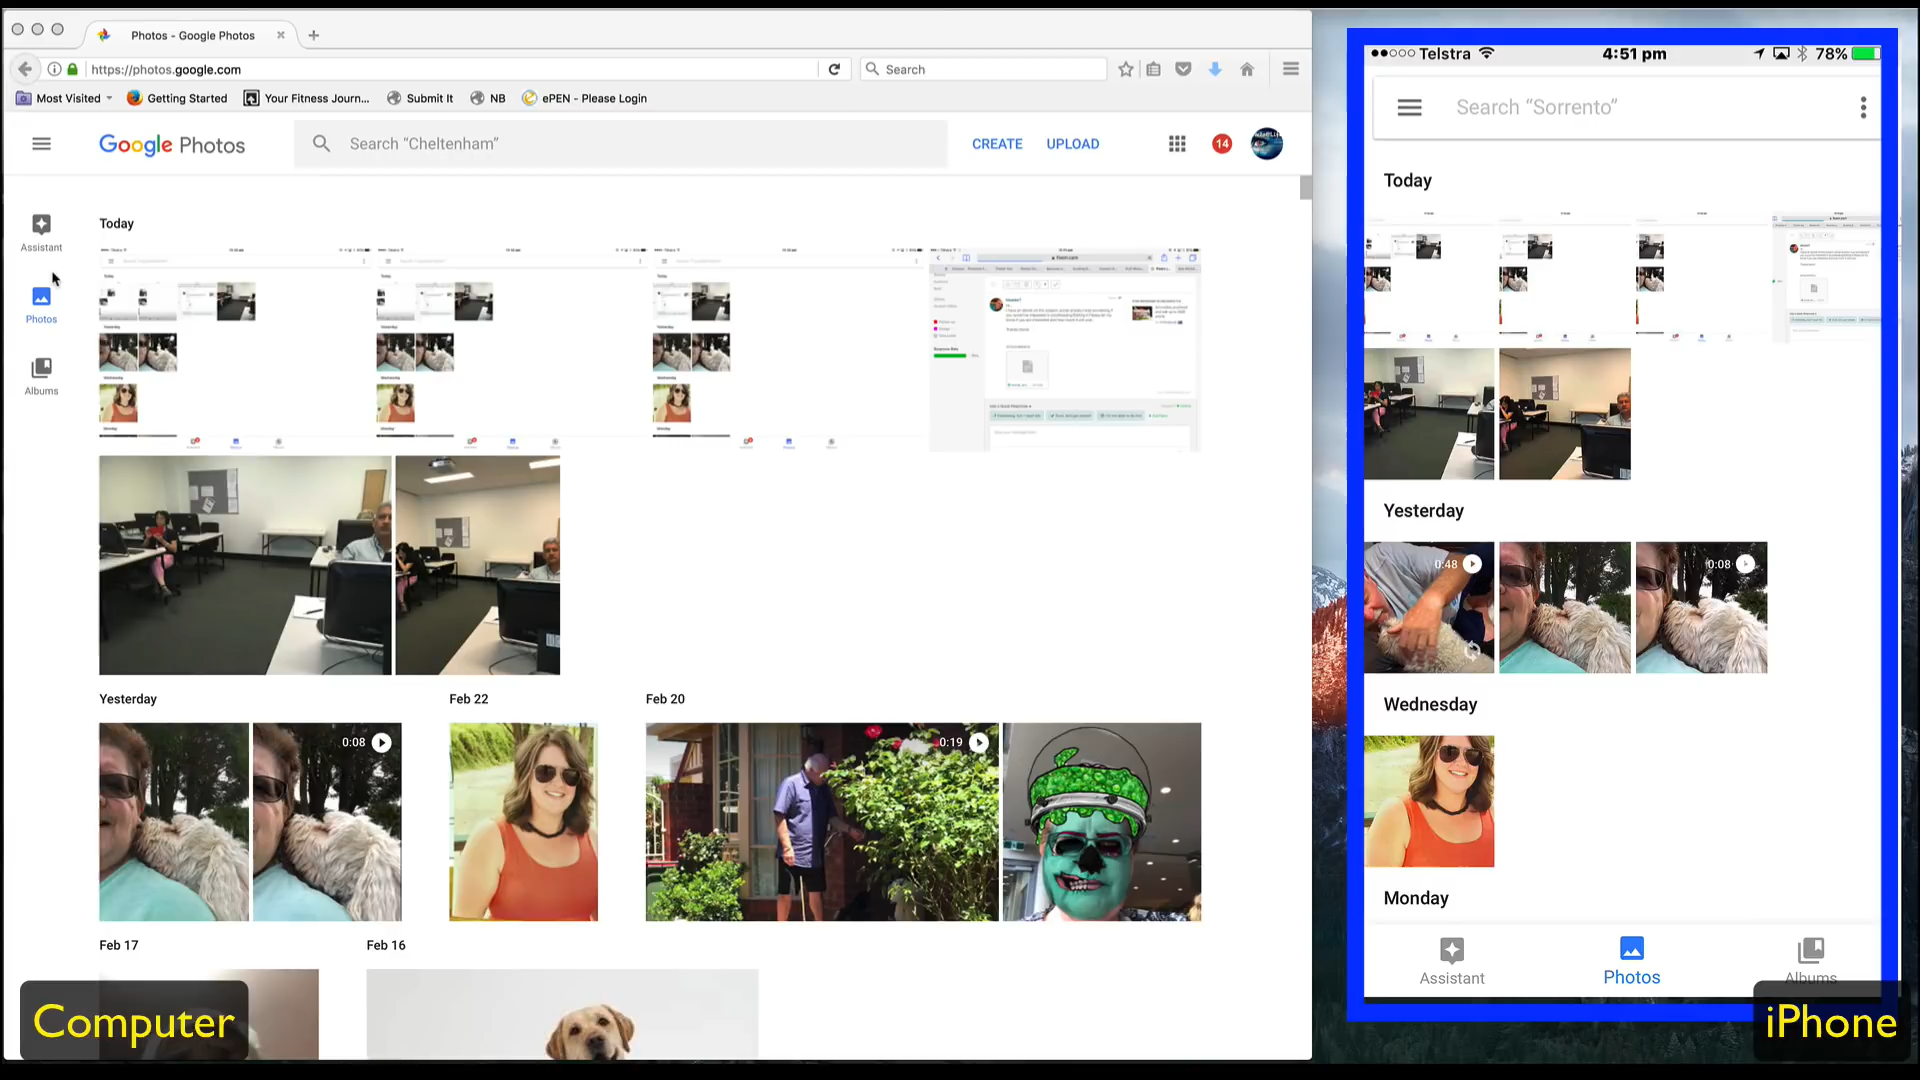 Photos - Google Photos
https://photos.google.com
Search
Most Visited
Getting Started
Your Fitness Journ...
Submit It
NB
ePEN - Please Login
Google Photos
Search “Cheltenham”
CREATE
UPLOAD
14
Assistant
Photos
Albums
Today
Yesterday
Feb 22
Feb 20
0:08
0:19
Feb 17
Feb 16
Computer
Telstra
4:51 pm
78%
Search “Sorrento”
Today
Yesterday
0:48
0:08
Wednesday
Monday
Assistant
Photos
Albums
iPhone